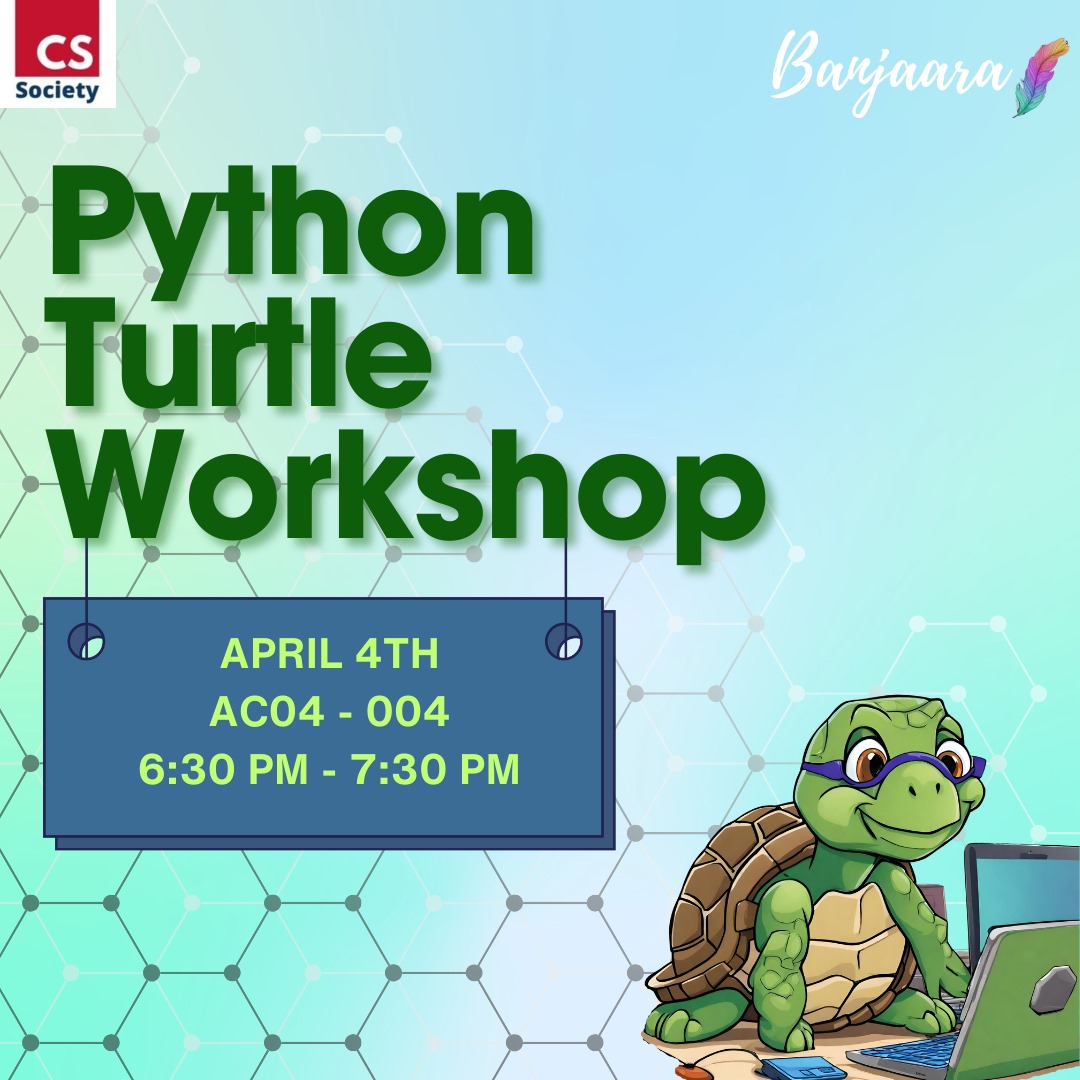 CS
Society
Banjaara
Python
Turtle
Workshop
APRIL 4TH
AC04 - 004
6:30 PM - 7:30 PM